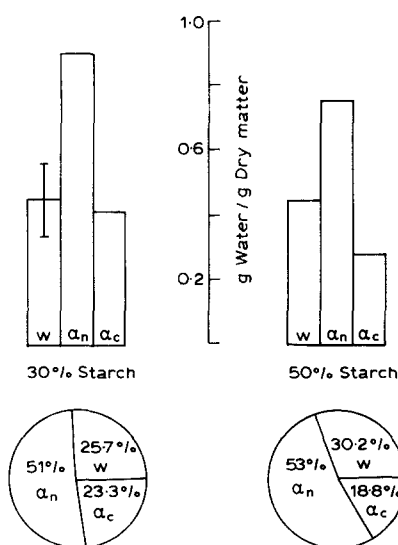 1·0
0·6
0·2
g Water / g Dry matter
w αn αc
w αn αc
30% Starch
50% Starch
51% αn
25·7% w
23·3% αc
53% αn
30·2% w
18·8% αc